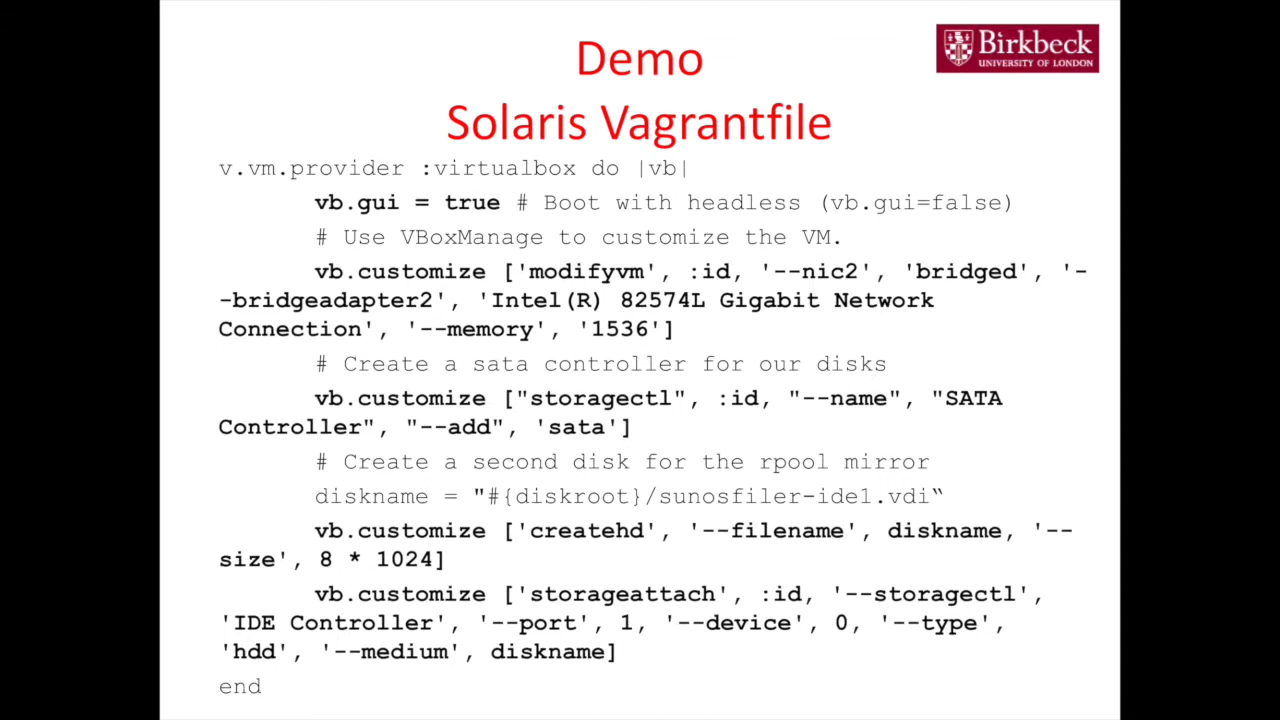 Birkbeck
UNIVERSITY OF LONDON
Demo
Solaris Vagrantfile
v.vm.provider :virtualbox do |vb|
vb.gui = true # Boot with headless (vb.gui=false)
# Use VBoxManage to customize the VM.
vb.customize ['modifyvm', :id, '--nic2', 'bridged', '-
-bridgeadapter2', 'Intel(R) 82574L Gigabit Network
Connection', '--memory', '1536']
# Create a sata controller for our disks
vb.customize ["storagectl", :id, "--name", "SATA
Controller", "--add", 'sata']
# Create a second disk for the rpool mirror
diskname = "#{diskroot}/sunosfiler-ide1.vdi“
vb.customize ['createhd', '--filename', diskname, '--
size', 8 * 1024]
vb.customize ['storageattach', :id, '--storagectl',
'IDE Controller', '--port', 1, '--device', 0, '--type',
'hdd', '--medium', diskname]
end